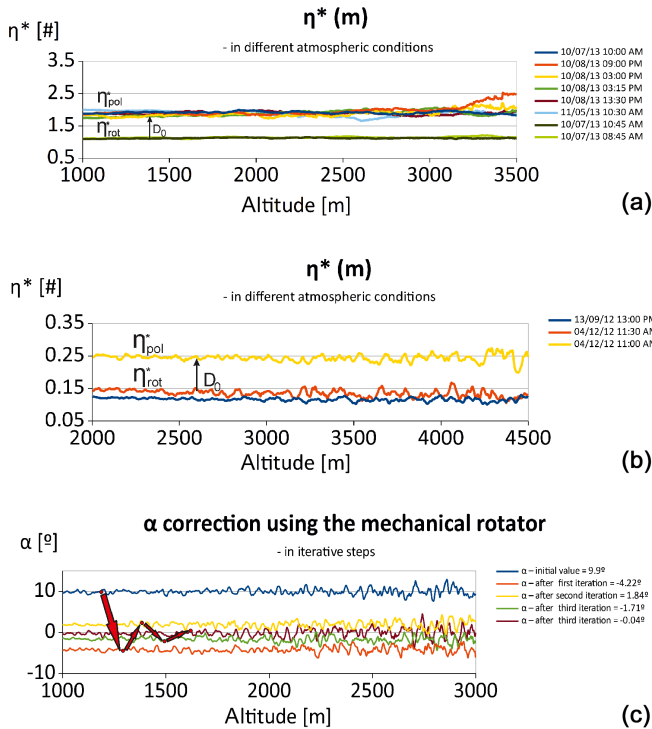 η* (m)
η* [#]
- in different atmospheric conditions
3.5
2.5
1.5
0.5
η*pol
η*rot
D0
1000 1500 2000 2500 3000 3500
Altitude [m]
10/07/13 10:00 AM
10/08/13 09:00 PM
10/08/13 03:00 PM
10/08/13 03:15 PM
10/08/13 13:30 PM
11/05/13 10:30 AM
10/07/13 10:45 AM
10/07/13 08:45 AM
(a)
η* (m)
η* [#]
- in different atmospheric conditions
0.35
0.25
0.15
0.05
η*pol
η*rot
D0
2000 2500 3000 3500 4000 4500
Altitude [m]
13/09/12 13:00 PM
04/12/12 11:30 AM
04/12/12 11:00 AM
(b)
α correction using the mechanical rotator
α [º]
- in iterative steps
10
0
-10
1000 1500 2000 2500 3000
Altitude [m]
α – initial value = 9.9º
α – after first iteration = -4.22º
α – after second iteration = 1.84º
α – after third iteration = -1.71º
α – after third iteration = -0.04º
(c)